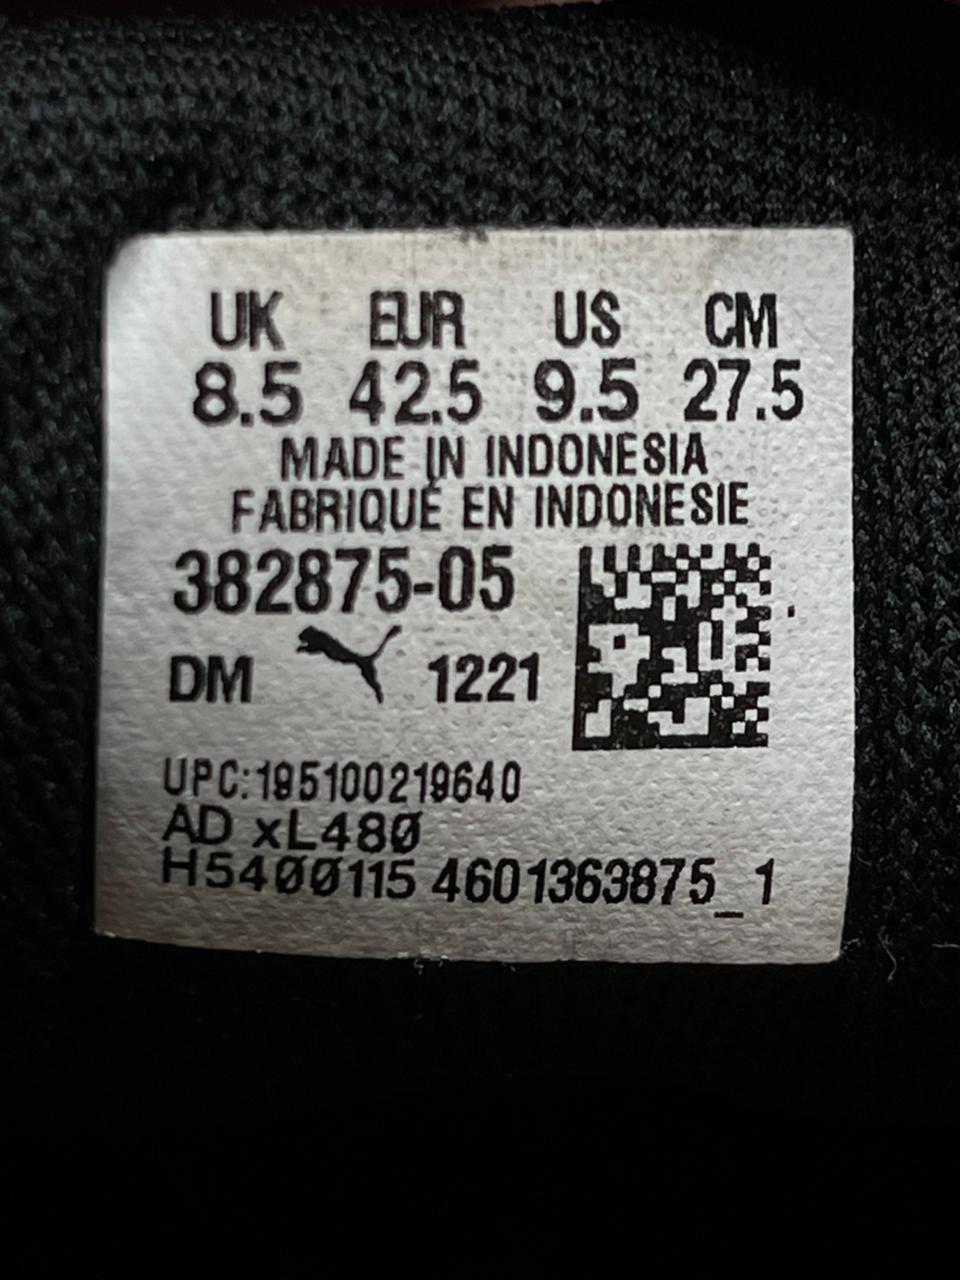 UK EUR US CM
8.5 42.5 9.5 27.5
MADE IN INDONESIA
FABRIQUÉ EN INDONESIE
382875-05
DM 1221
UPC:195100219640
AD xL480
H5400115 4601363875_1